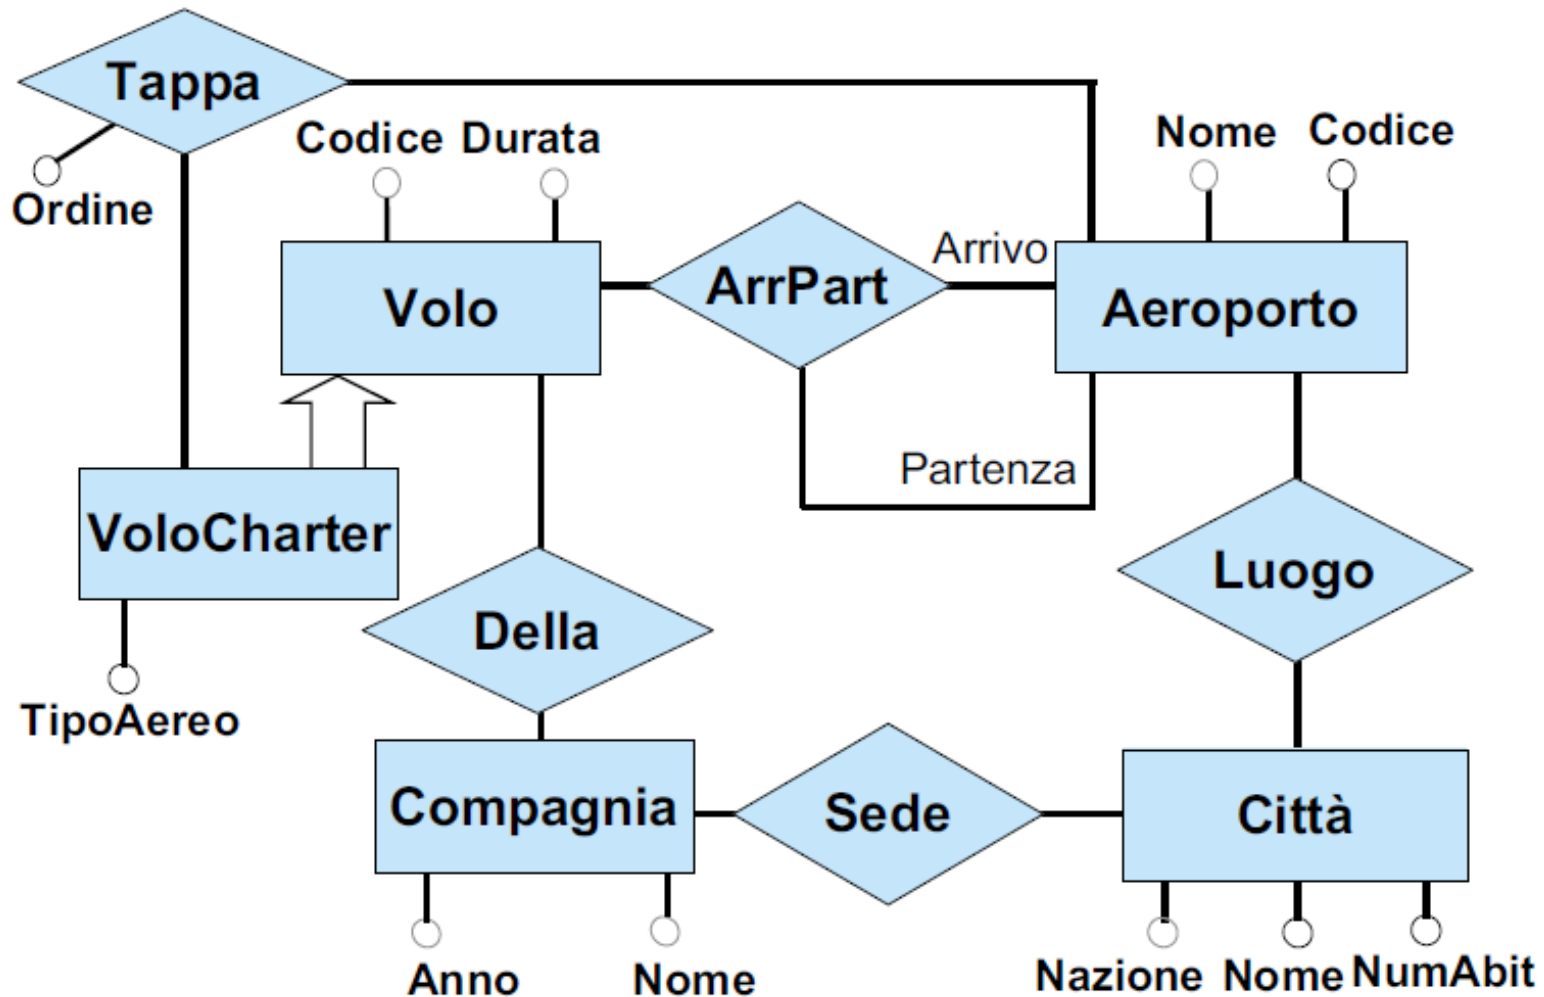 Tappa
Codice Durata
Nome Codice
Ordine
Arrivo
Volo
ArrPart
Aeroporto
Partenza
VoloCharter
Luogo
Della
TipoAereo
Compagnia
Sede
Città
Anno
Nome
Nazione Nome NumAbit